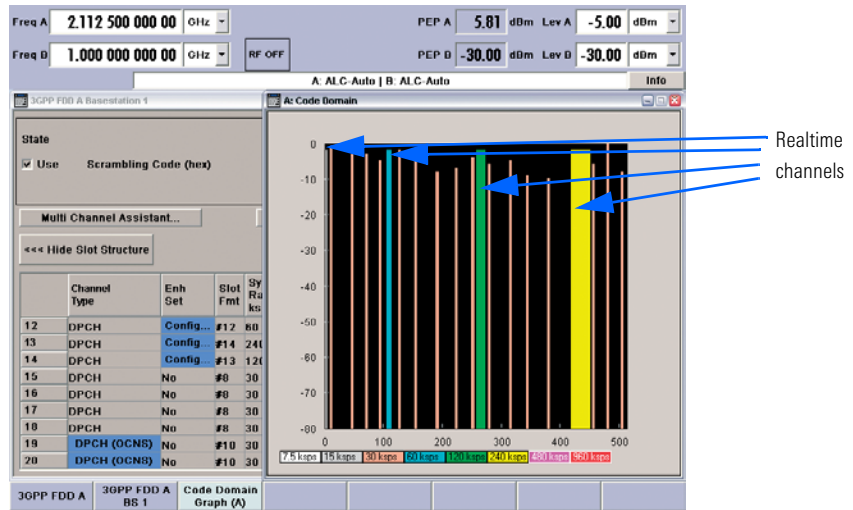 Freq A 2.112 500 000 00 GHz PEP A 5.81 dBm Lev A -5.00 dBm
Freq B 1.000 000 000 00 GHz RF OFF PEP B -30.00 dBm Lev B -30.00 dBm
A: ALC-Auto | B: ALC-Auto Info
3GPP FDD A Basestation 1
A: Code Domain
State
Use Scrambling Code (hex)
Multi Channel Assistant...
<<< Hide Slot Structure
Channel Type Enh Set Slot Fmt Sy Ra ks
12 DPCH Config... #12 60
13 DPCH Config... #14 240
14 DPCH Config... #13 120
15 DPCH No #8 30
16 DPCH No #8 30
17 DPCH No #8 30
18 DPCH No #8 30
19 DPCH (OCNS) No #10 30
20 DPCH (OCNS) No #10 30
0
-10
-20
-30
-40
-50
-60
-70
-80
0 100 200 300 400 500
7.5 ksps 15 ksps 30 ksps 60 ksps 120 ksps 240 ksps 480 ksps 960 ksps
Realtime
channels
3GPP FDD A
3GPP FDD A
BS 1
Code Domain
Graph (A)